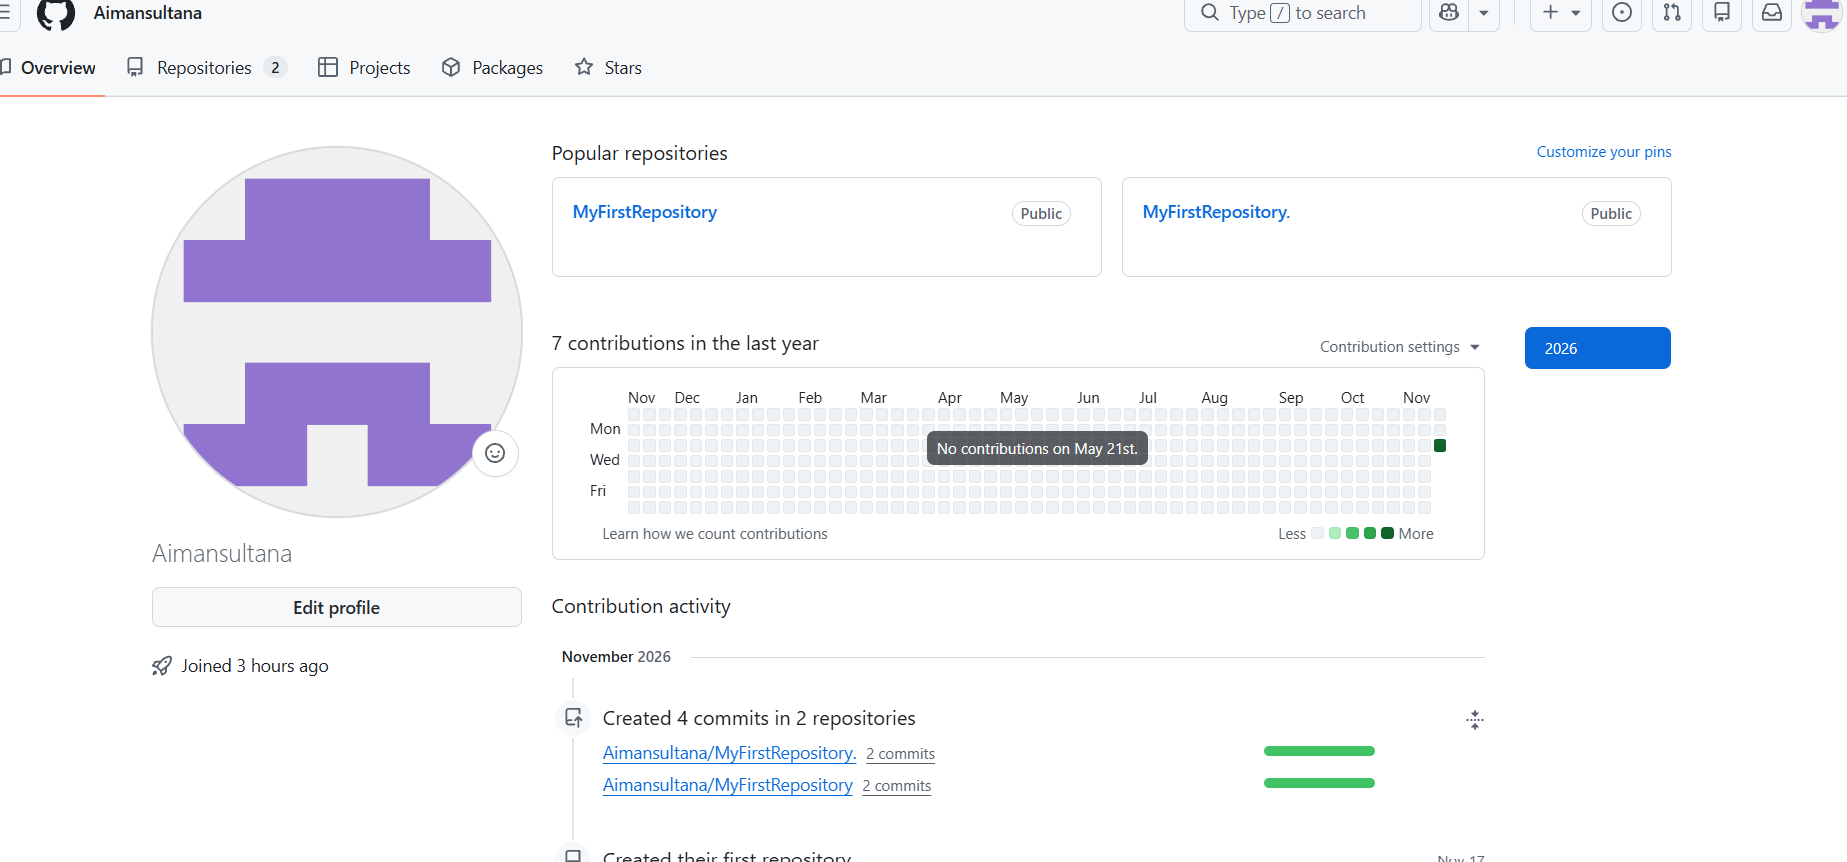 Aimansultana
Type / to search
Overview
Repositories 2
Projects
Packages
Stars
Popular repositories
Customize your pins
MyFirstRepository
Public
MyFirstRepository.
Public
7 contributions in the last year
Contribution settings
2026
Nov Dec Jan Feb Mar Apr May Jun Jul Aug Sep Oct Nov
Mon
No contributions on May 21st.
Wed
Fri
Learn how we count contributions
Less
More
Aimansultana
Edit profile
Joined 3 hours ago
Contribution activity
November 2026
Created 4 commits in 2 repositories
Aimansultana/MyFirstRepository. 2 commits
Aimansultana/MyFirstRepository 2 commits
Created their first repository
Nov 17